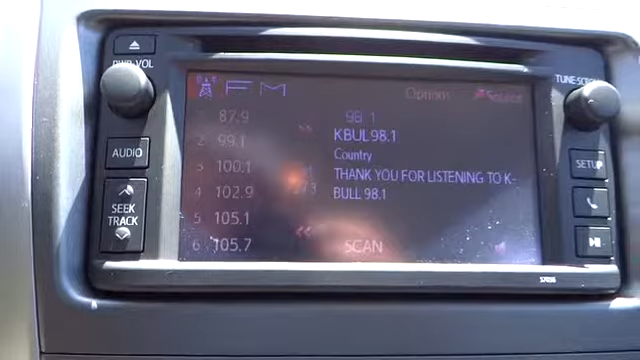 PWR·VOL
TUNE·SCROLL
FM
Options
87.9
98.1
2 99.1
KBUL98.1
Country
3 100.1
THANK YOU FOR LISTENING TO K-
BULL 98.1
4 102.9
5 105.1
6 105.7
SCAN
AUDIO
SEEK
TRACK
SETUP